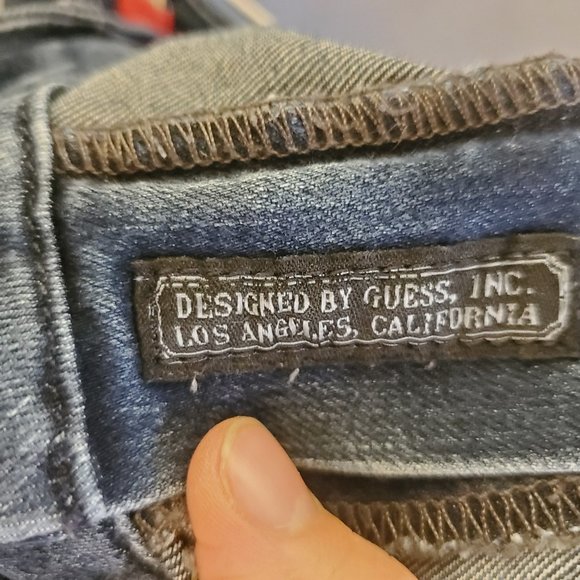 DESIGNED BY GUESS, INC.
LOS ANGELES, CALIFORNIA